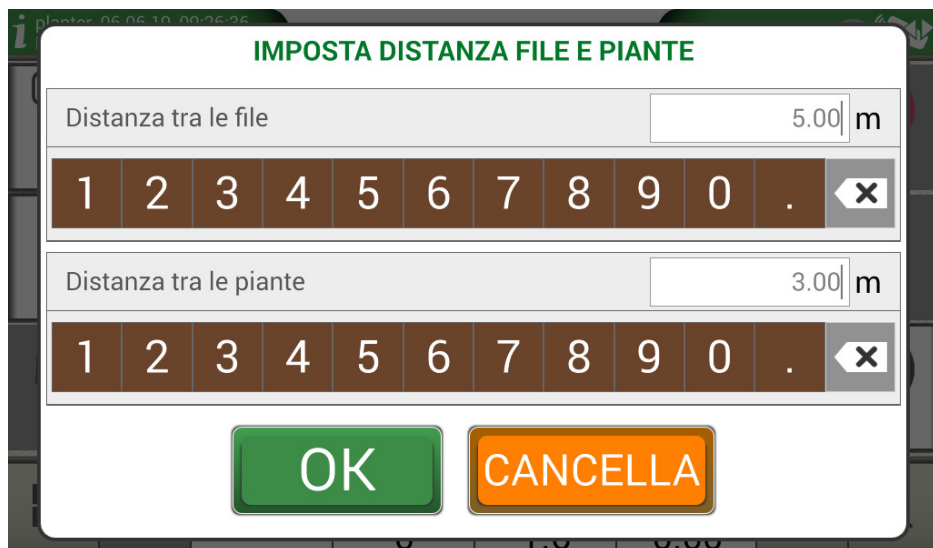 IMPOSTA DISTANZA FILE E PIANTE
Distanza tra le file 5.00 m
1 2 3 4 5 6 7 8 9 0 .
Distanza tra le piante 3.00 m
1 2 3 4 5 6 7 8 9 0 .
OK CANCELLA